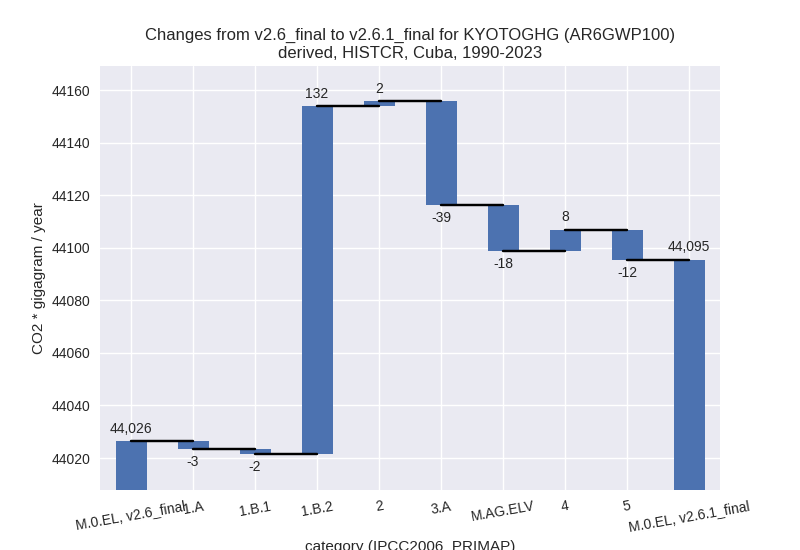 Changes from v2.6_final to v2.6.1_final for KYOTOGHG (AR6GWP100)
derived, HISTCR, Cuba, 1990-2023
CO2 * gigagram / year
44160
44140
44120
44100
44080
44060
44040
44020
44,026
-3
-2
132
2
-39
-18
8
-12
44,095
M.0.EL, v2.6_final
1.A
1.B.1
1.B.2
2
3.A
M.AG.ELV
4
5
M.0.EL, v2.6.1_final
category (IPCC2006_PRIMAP)